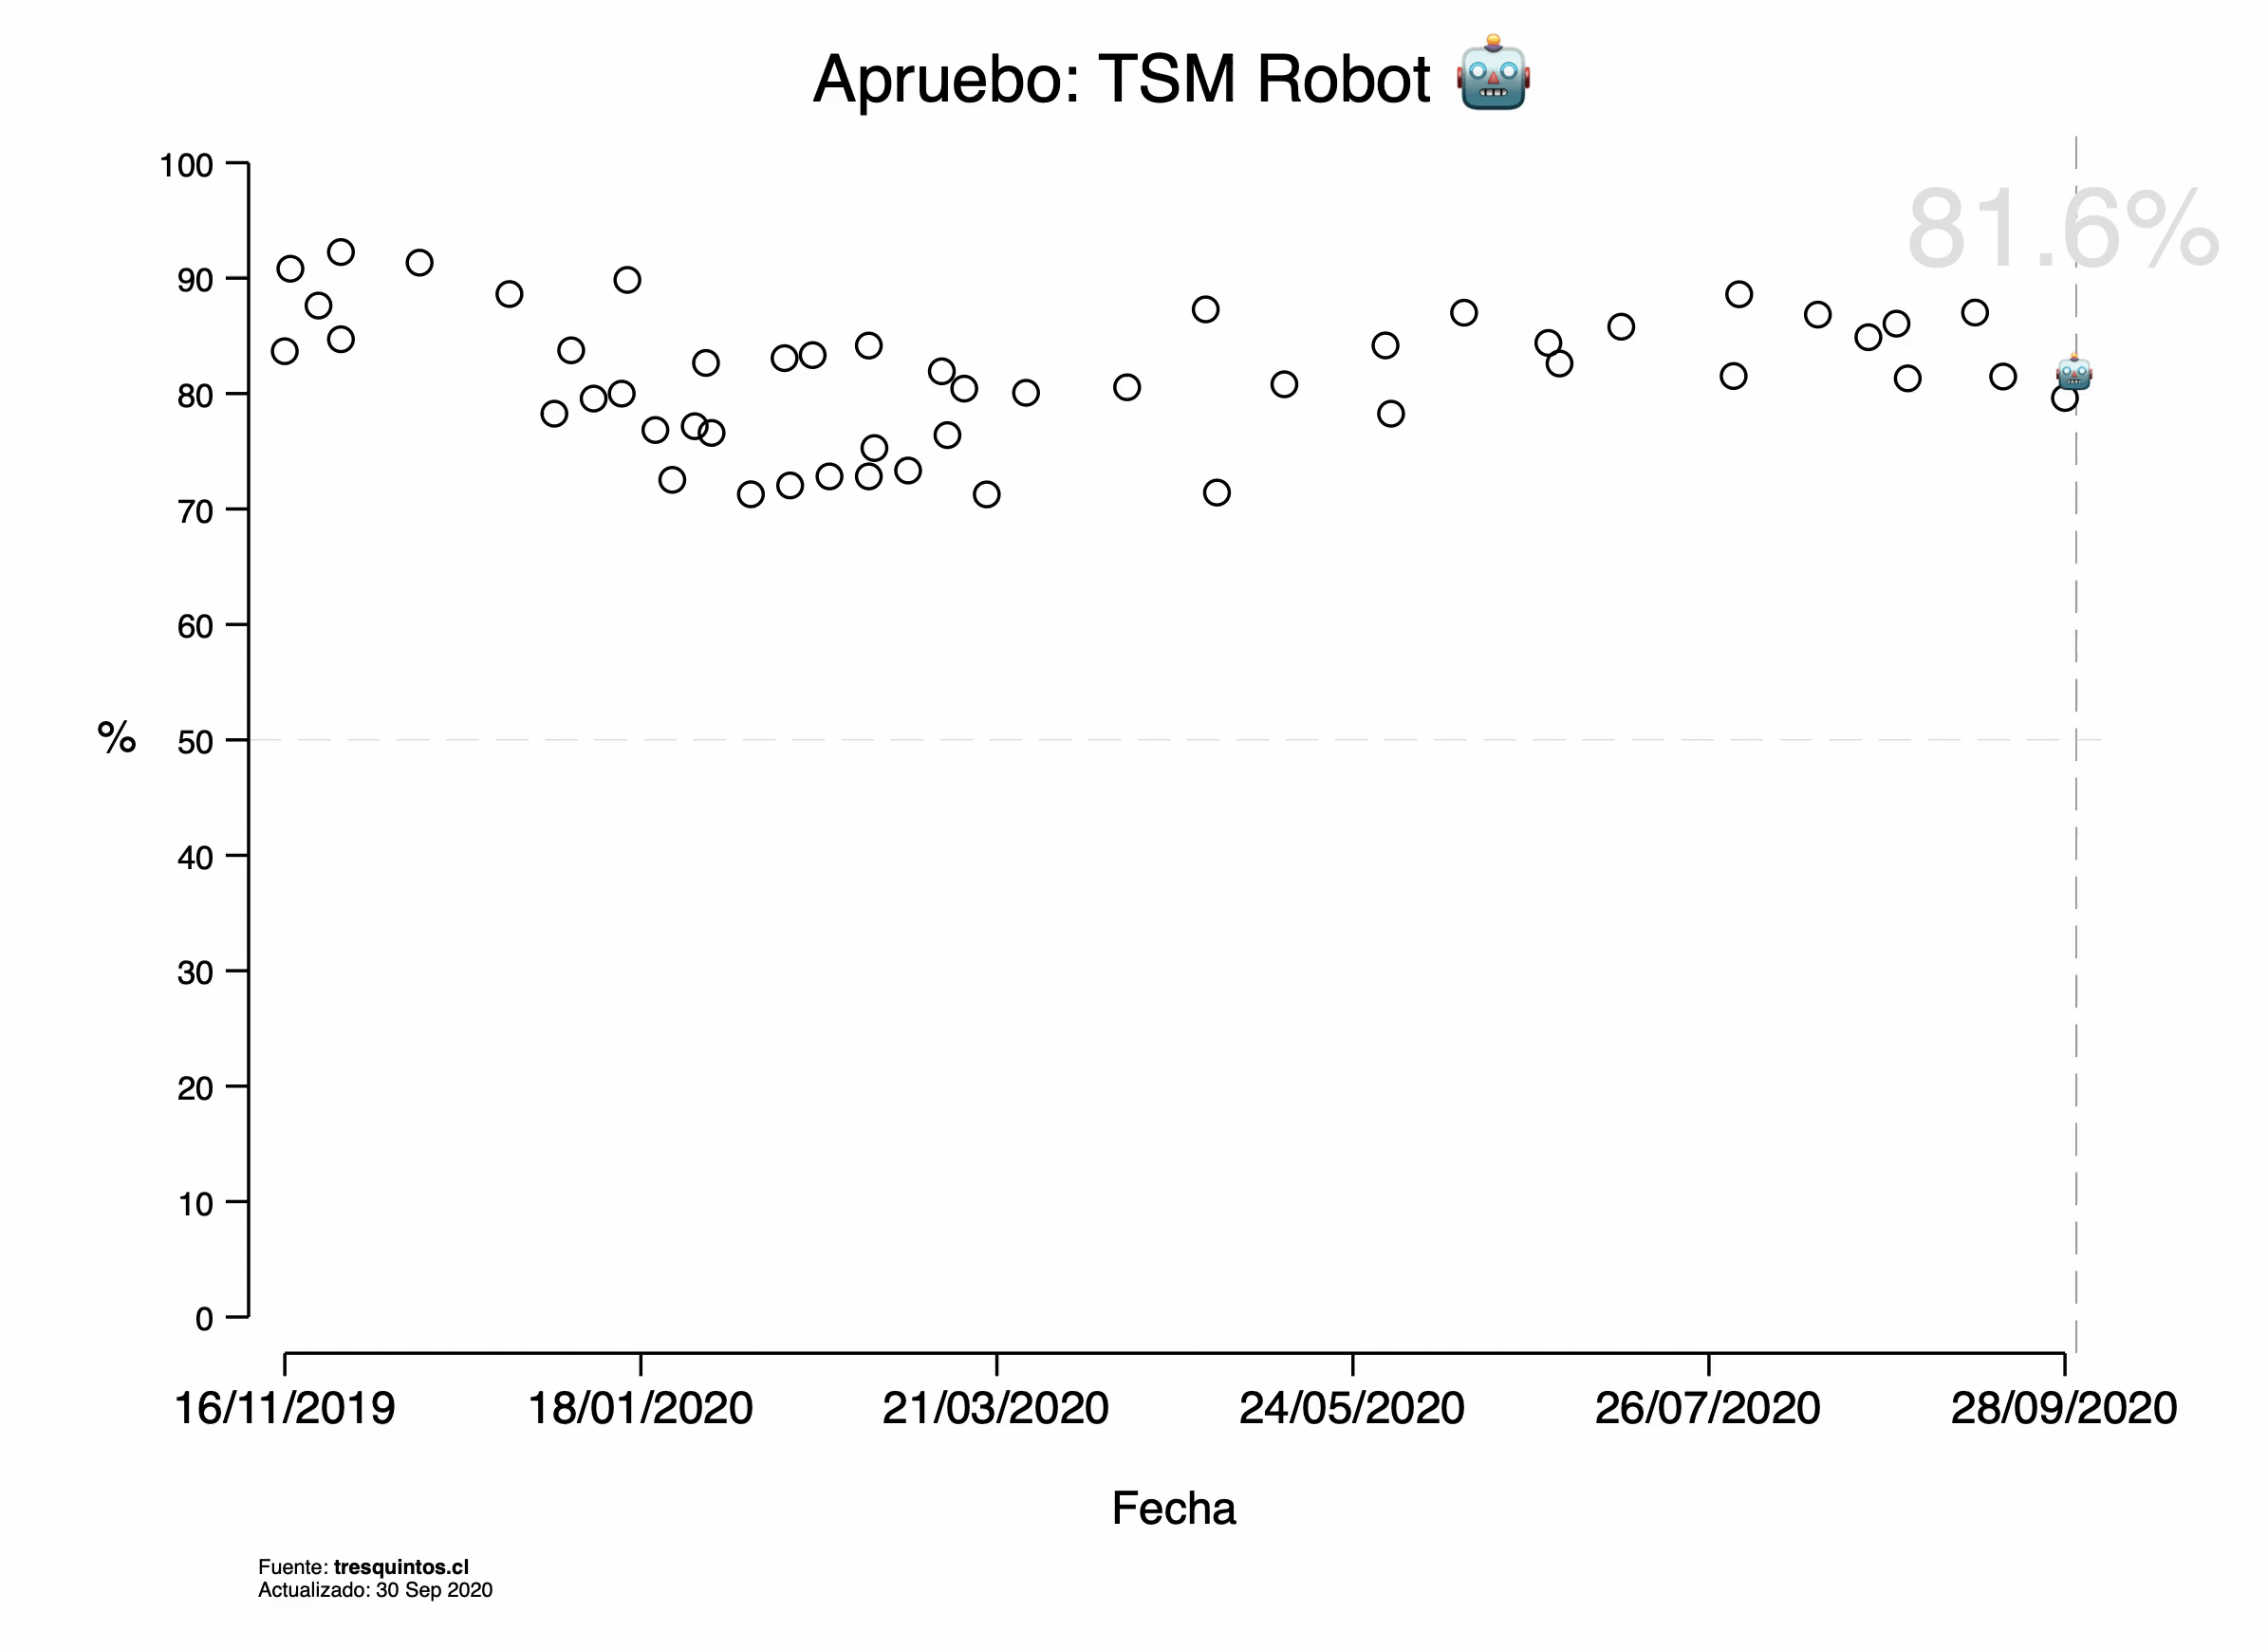 Apruebo: TSM Robot 🤖
81.6%
100
90
80
70
60
% 50
40
30
20
10
0
16/11/2019 18/01/2020 21/03/2020 24/05/2020 26/07/2020 28/09/2020
Fecha
Fuente: tresquintos.cl
Actualizado: 30 Sep 2020